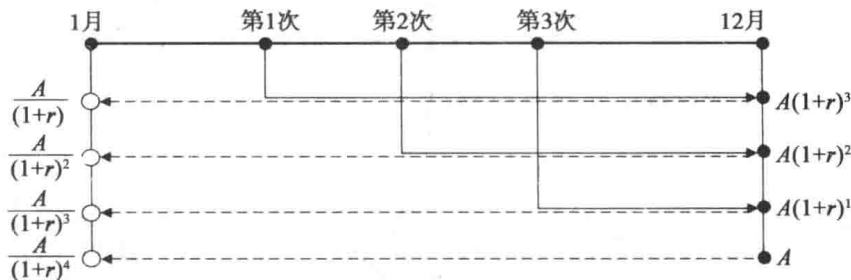 1月 第1次 第2次 第3次 12月
A/(1+r) A(1+r)³
A/(1+r)² A(1+r)²
A/(1+r)³ A(1+r)¹
A/(1+r)⁴ A